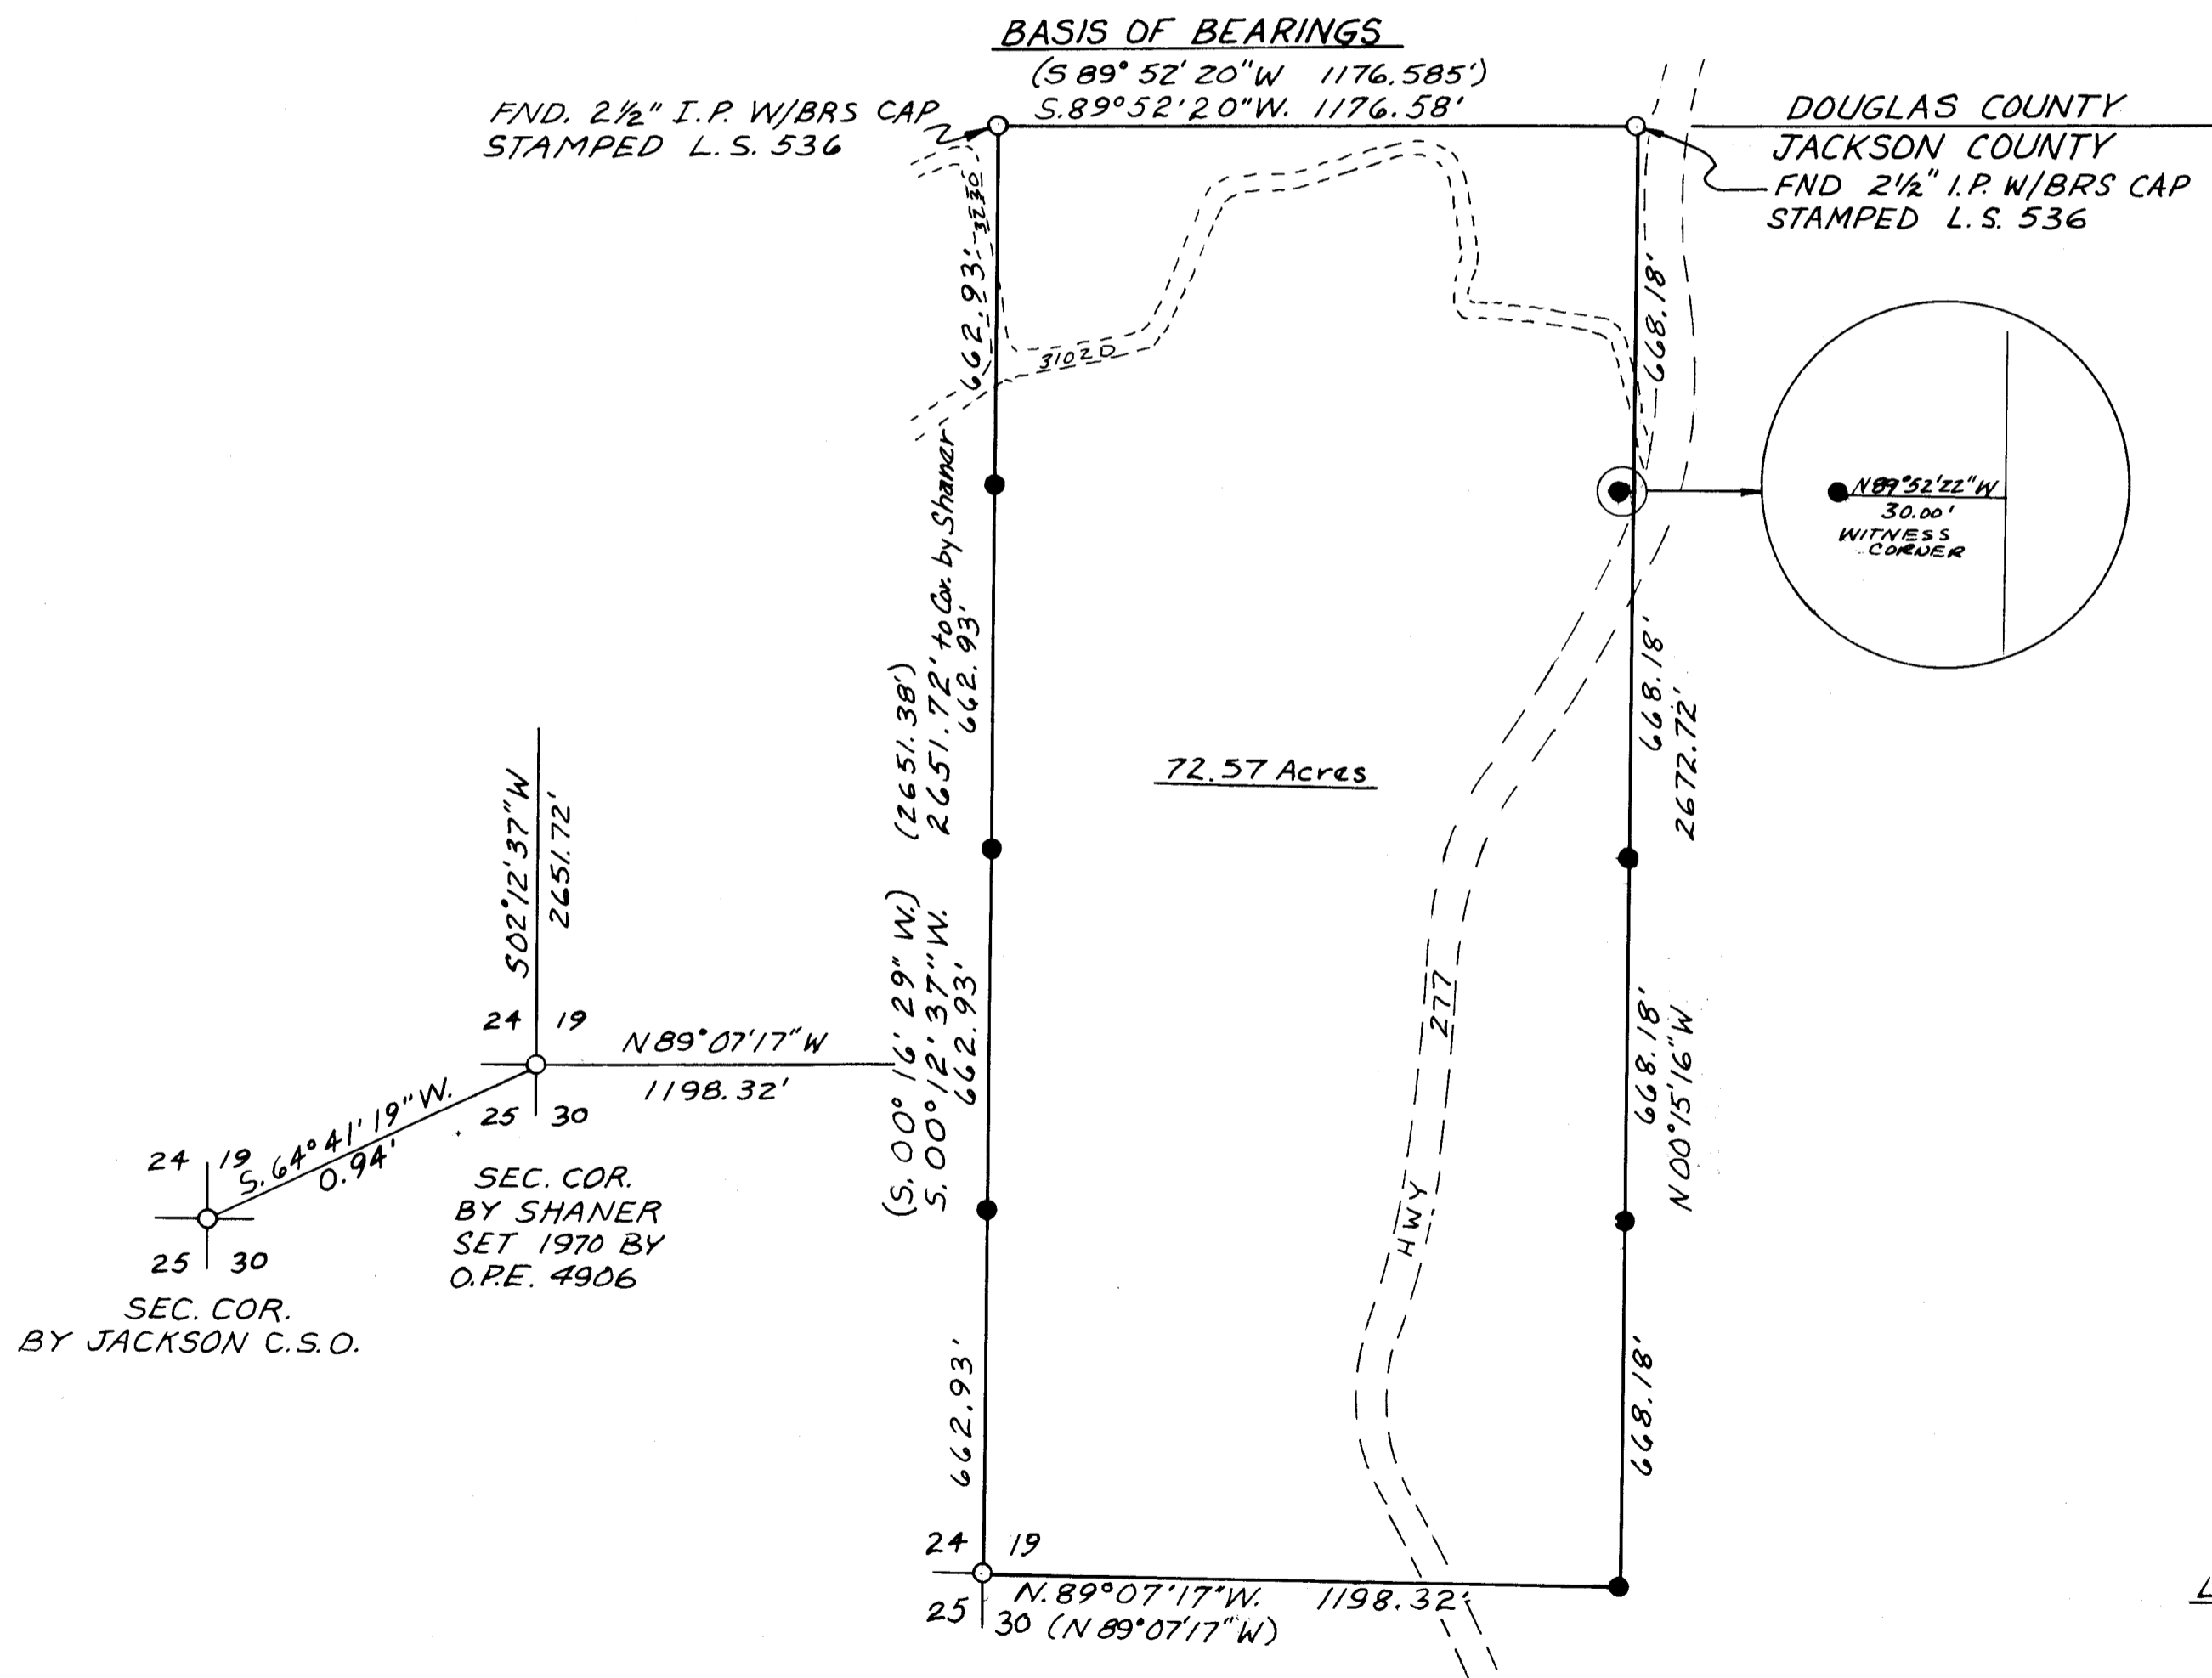 BASIS OF BEARINGS
(S 89° 52' 20" W 1176.585')
S. 89° 52' 20" W. 1176.58'
FND. 2½" I.P. W/BRS CAP
STAMPED L.S. 536
DOUGLAS COUNTY
JACKSON COUNTY
FND 2½" I.P. W/BRS CAP
STAMPED L.S. 536
3230
662.93'
3102D
668.18'
N89°52'22"W
30.00'
WITNESS
CORNER
(S. 00° 16' 29" W.) (2651.38')
S. 00° 12' 37" W. 2651.72' to Cor. by Shaner
662.93'
662.93'
662.93'
72.57 Acres
668.18'
2672.72'
668.18'
N 00°15'16" W
668.18'
HWY 277
S02°12'37"W
2651.72'
24 19
N 89° 07' 17" W
1198.32'
25 30
S. 64° 41' 19" W.
0.94'
24 19
25 30
SEC. COR.
BY SHANER
SET 1970 BY
O.P.E. 4906
SEC. COR.
BY JACKSON C.S.O.
24 19
25 30
N. 89° 07' 17" W. 1198.32'
(N 89° 07' 17" W)
L